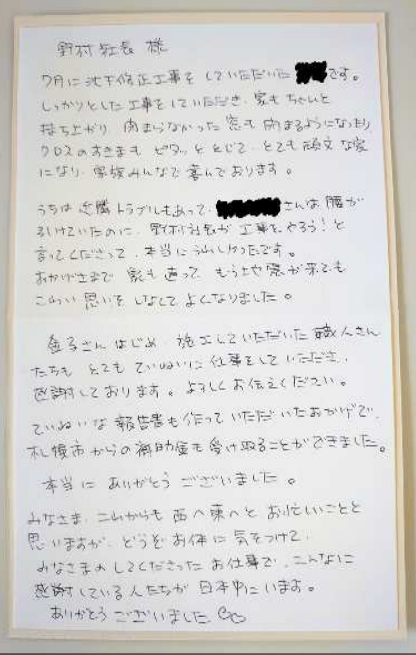 野村社長 様
7月に沈下修正工事をしていただいた です。
しっかりとした工事をしていただき、家もちゃんと
持ち上がり 閉まらなかった窓も閉まるようになったり、
クロスのすきまも ピタッととじて、とても頑丈な家
になり 家族みんなで喜んでおります。
うちは近隣トラブルもあって、 さんは腰が
引けていたのに、野村社長が工事をやろう!と
言ってくださって、本当にうれしかったです。
おかげさまで 家も直って もう地震が来ても
こわい思いをしなくてよくなりました。
金子さんはじめ 施工していただいた職人さん
たちも とてもていねいに仕事をしていただき、
感謝しております。よろしくお伝えください。
ていねいな報告書も作っていただいたおかげで、
札幌市からの補助金も受け取ることができました。
本当に ありがとうございました。
みなさま、これからも西へ東へとお忙しいことと
思いますが、どうぞお体に気をつけて、
みなさまのしてくださったお仕事で、こんなに
感謝している人たちが日本中にいます。
ありがとうございました